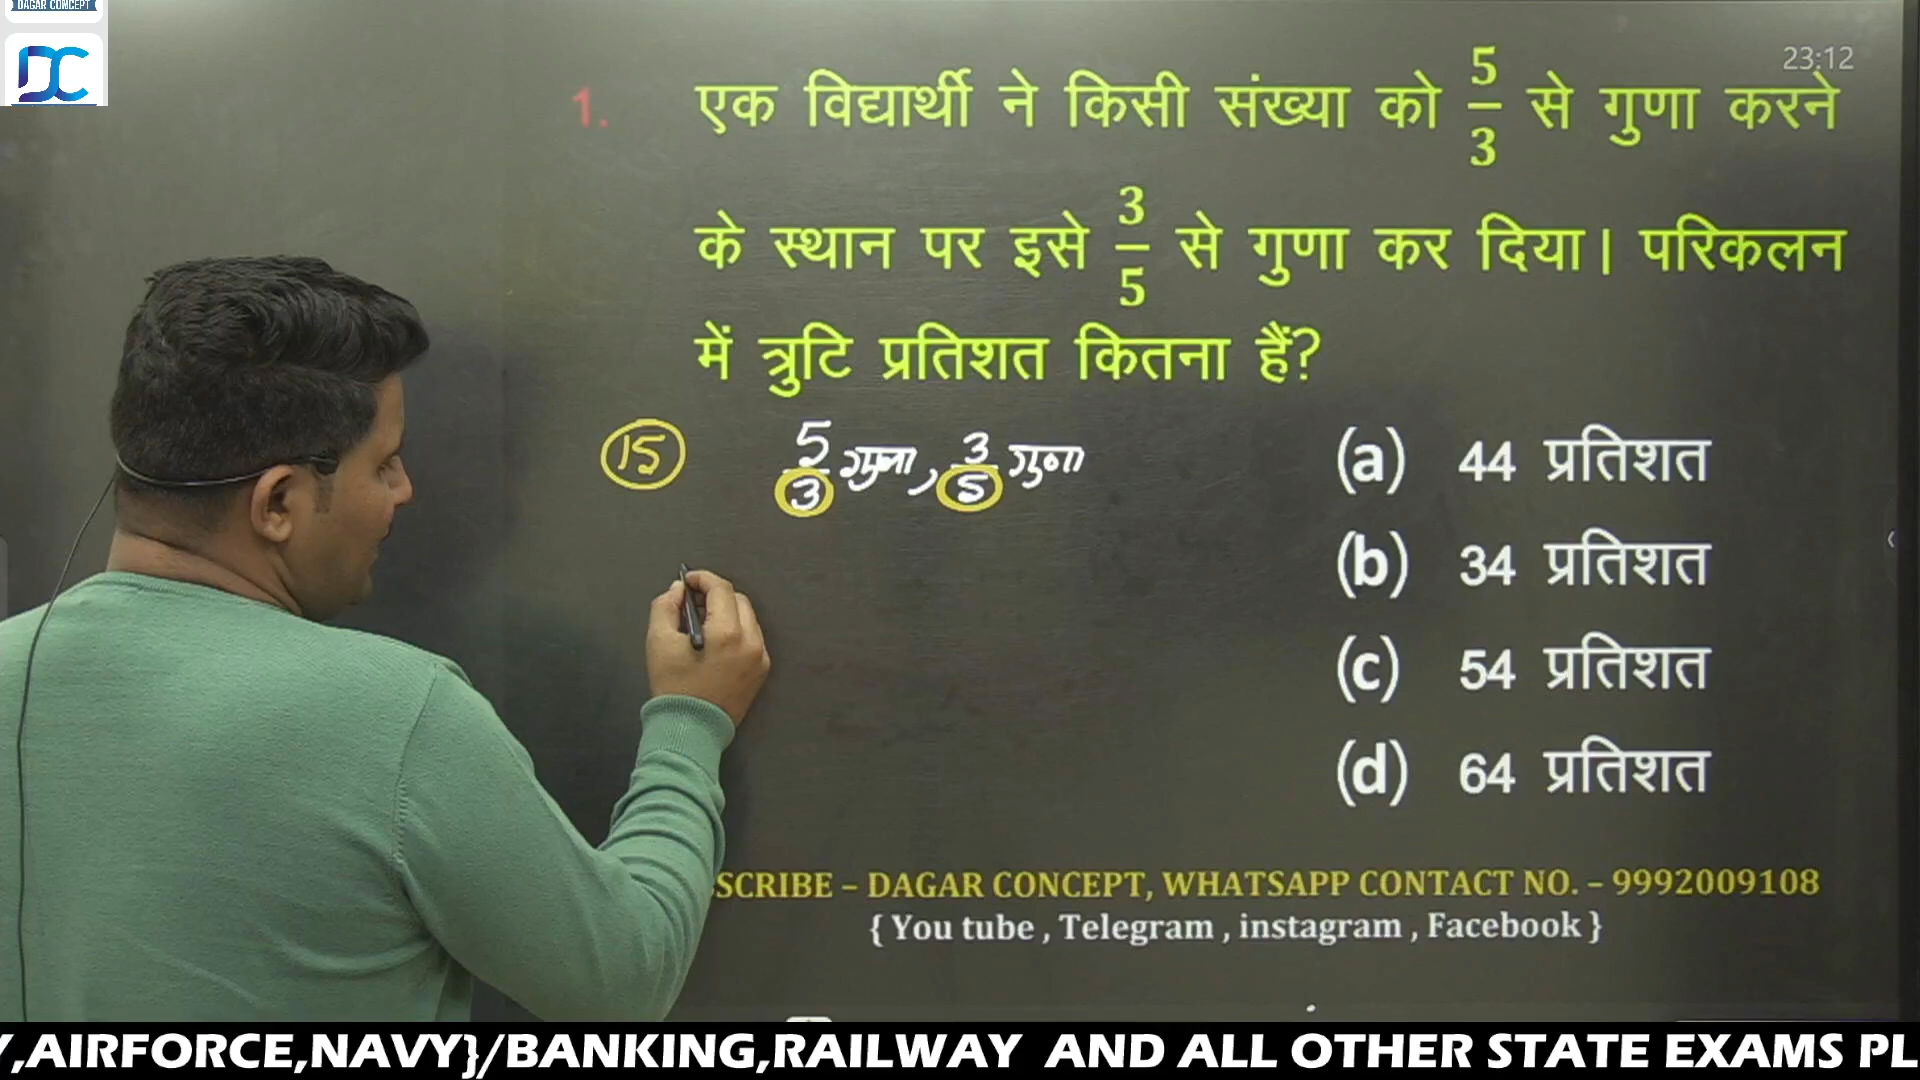 DAGAR CONCEPT
DC
23:12
1. एक विद्यार्थी ने किसी संख्या को 5/3 से गुणा करने
के स्थान पर इसे 3/5 से गुणा कर दिया। परिकलन
में त्रुटि प्रतिशत कितना हैं?
15 5/3 गुणा, 3/5 गुणा
(a) 44 प्रतिशत
(b) 34 प्रतिशत
(c) 54 प्रतिशत
(d) 64 प्रतिशत
SCRIBE – DAGAR CONCEPT, WHATSAPP CONTACT NO. – 9992009108
{ You tube , Telegram , instagram , Facebook }
Y,AIRFORCE,NAVY}/BANKING,RAILWAY AND ALL OTHER STATE EXAMS PL